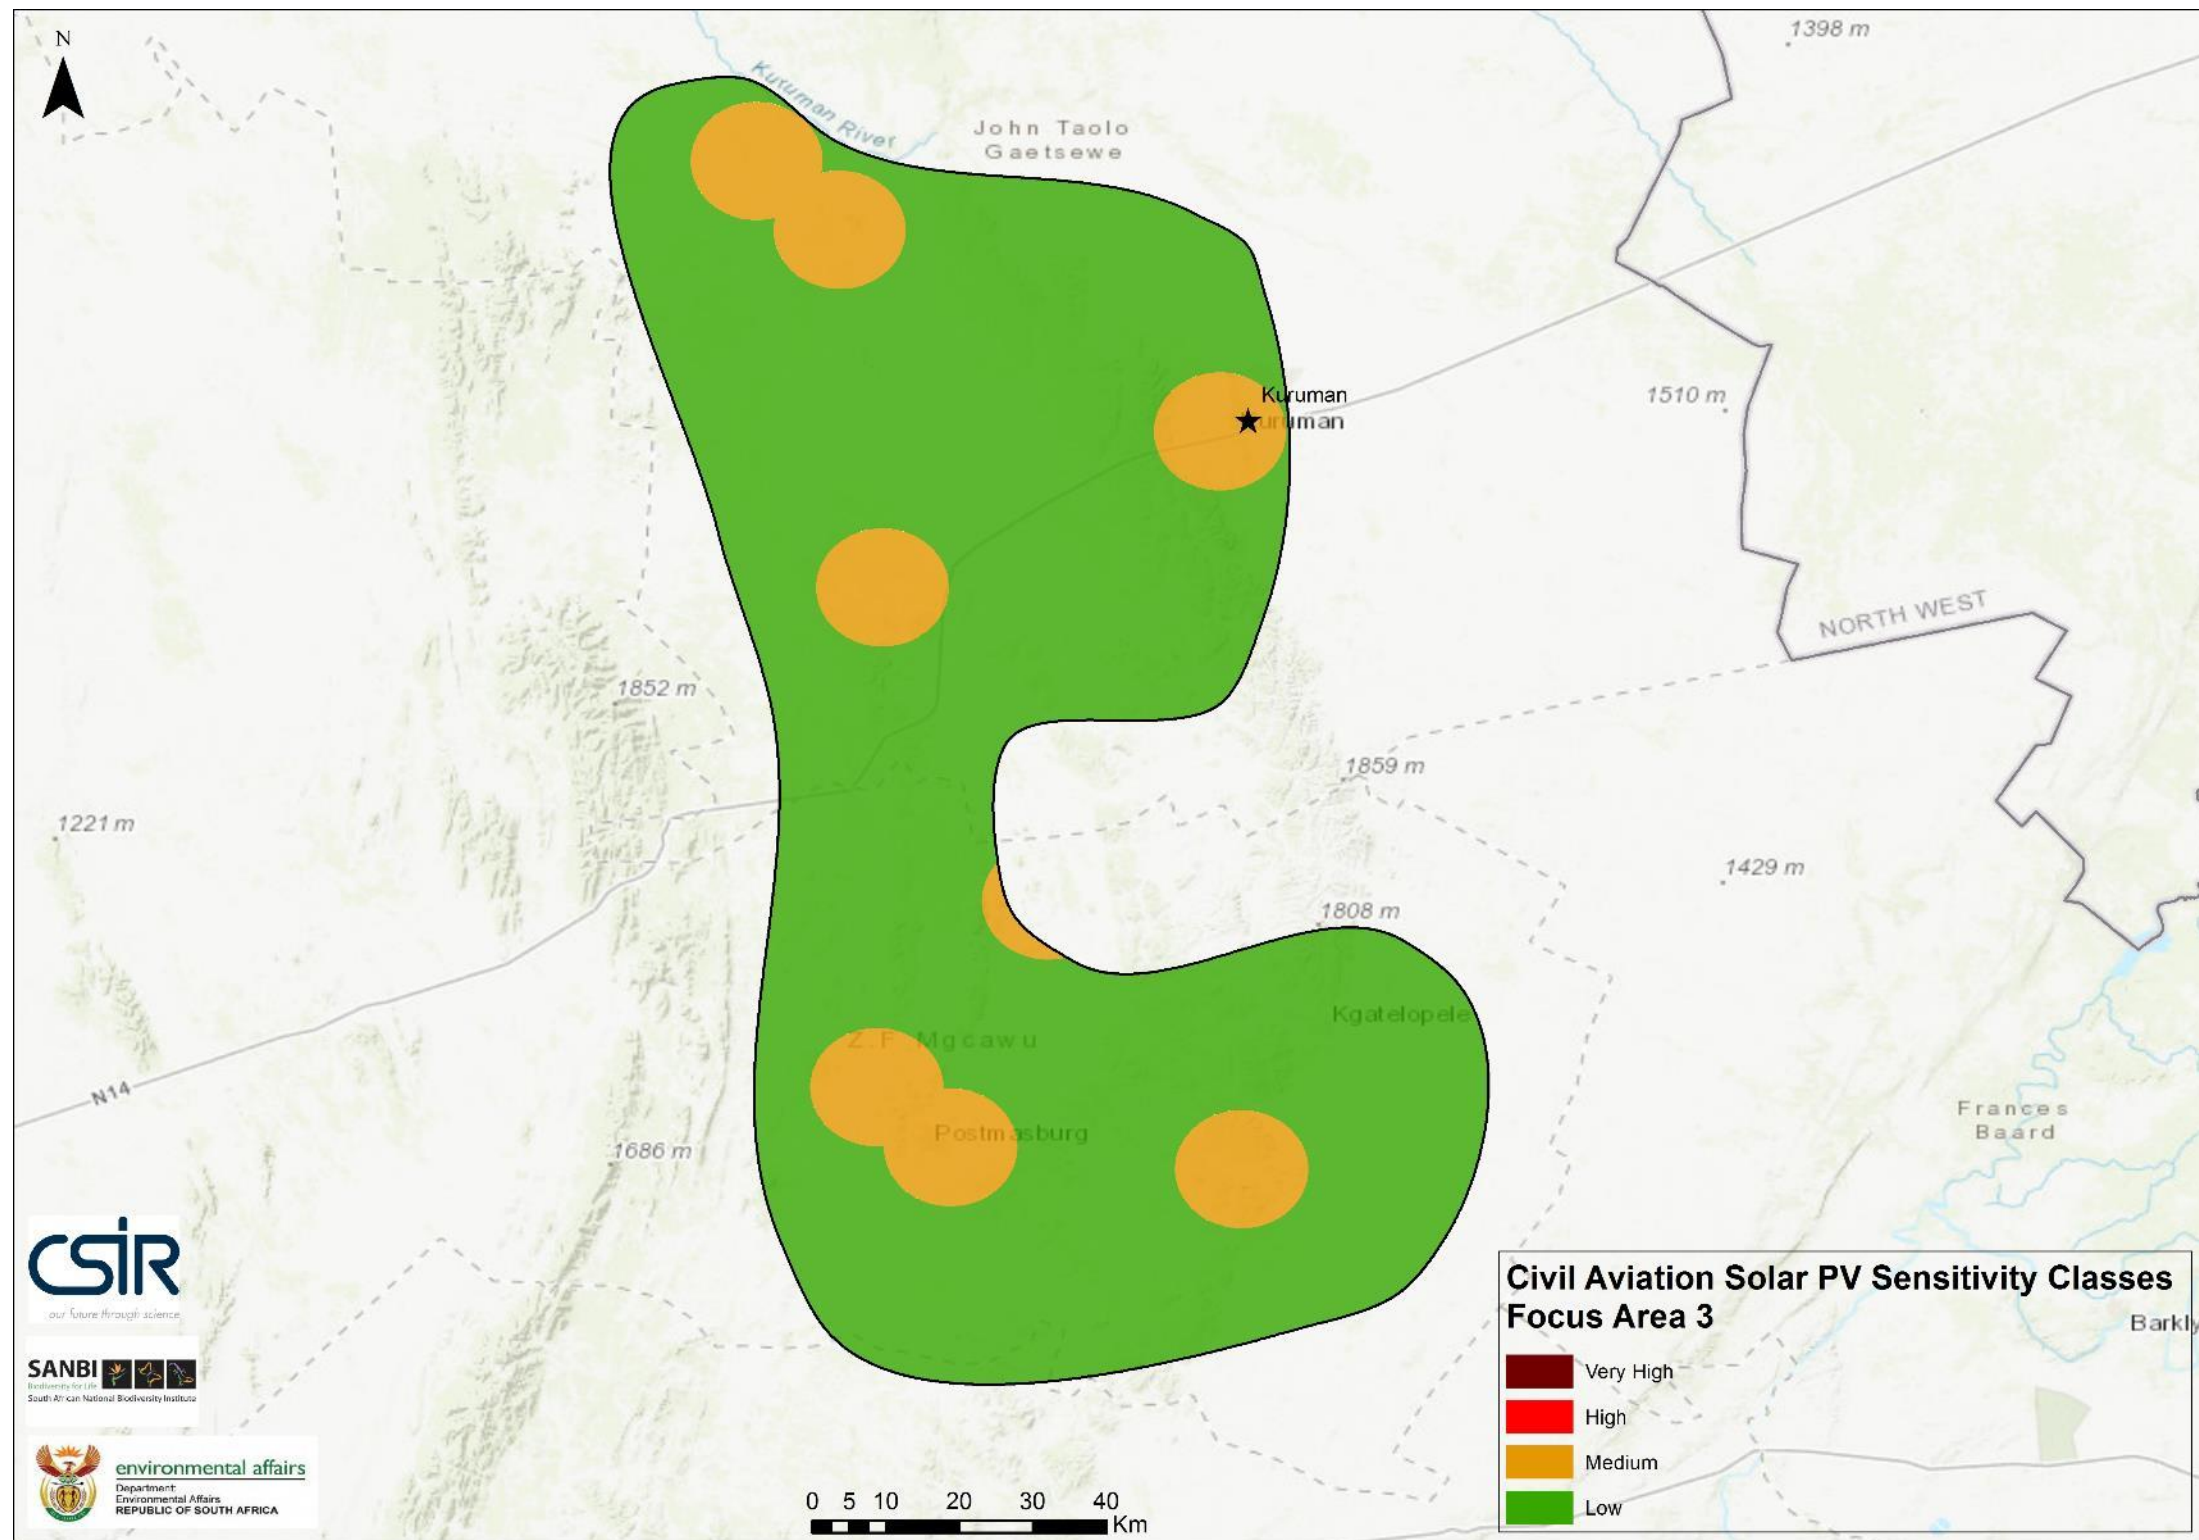 N
1398 m
Kuruman River
John Taolo
Gaetsewe
Kuruman
uruman
1510 m
NORTH WEST
1852 m
1859 m
1221 m
1429 m
1808 m
Kgatelopele
Z F Mgcawu
N14
Frances
Baard
Postmasburg
1686 m
CSIR
our future through science
SANBI
Biodiversity for Life
South African National Biodiversity Institute
environmental affairs
Department:
Environmental Affairs
REPUBLIC OF SOUTH AFRICA
0 5 10 20 30 40
Km
Civil Aviation Solar PV Sensitivity Classes
Focus Area 3
Barkly
Very High
High
Medium
Low